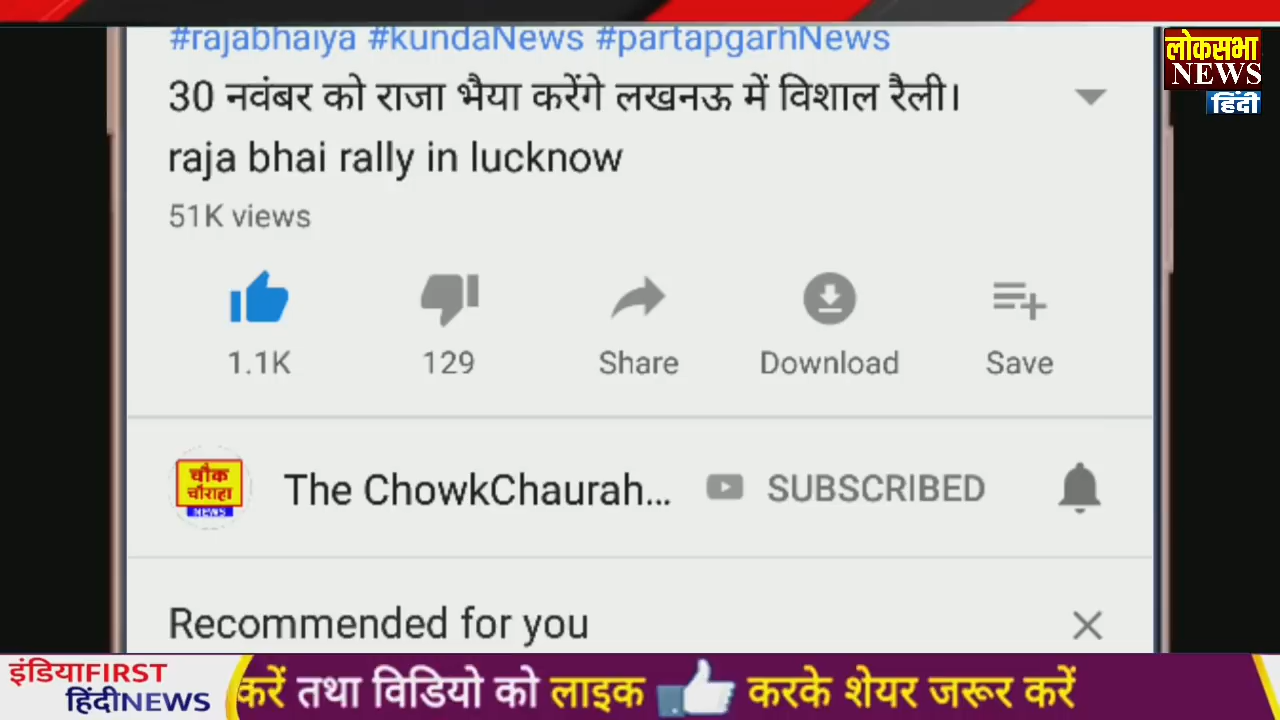 #rajabhaiya #kundaNews #partapgarhNews
लोकसभा
NEWS
हिंदी
30 नवंबर को राजा भैया करेंगे लखनऊ में विशाल रैली।
raja bhai rally in lucknow
51K views
1.1K 129 Share Download Save
चौक
चौराहा
NEWS
The ChowkChaurah... SUBSCRIBED
Recommended for you
इंडियाFIRST
हिंदीNEWS
करें तथा विडियो को लाइक करके शेयर जरूर करें